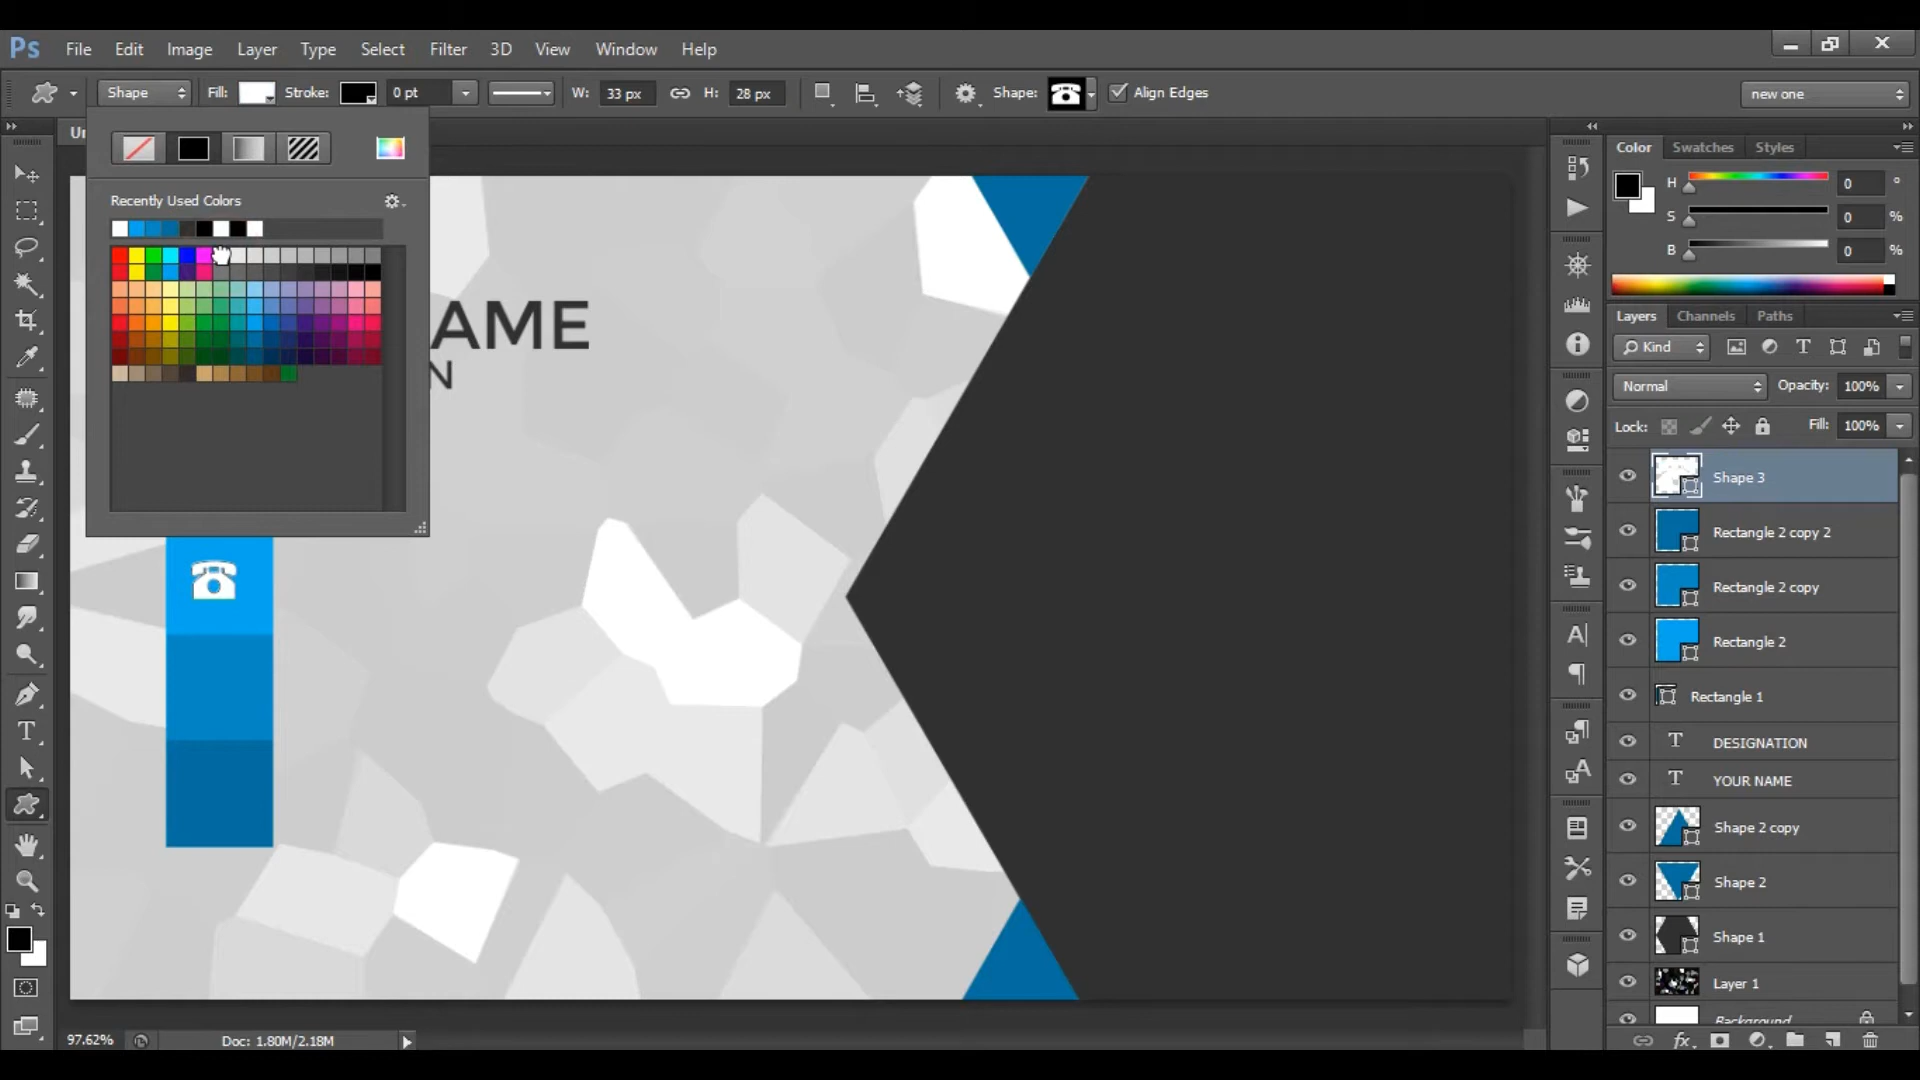 Ps File Edit Image Layer Type Select Filter 3D View Window Help
Shape Fill: Stroke: 0 pt W: 33 px H: 28 px Shape: Align Edges new one
Un
Recently Used Colors
AME
N
Color Swatches Styles
H 0 °
S 0 %
B 0 %
Layers Channels Paths
Kind
Normal Opacity: 100%
Lock: Fill: 100%
Shape 3
Rectangle 2 copy 2
Rectangle 2 copy
Rectangle 2
Rectangle 1
DESIGNATION
YOUR NAME
Shape 2 copy
Shape 2
Shape 1
Layer 1
Background
97.62% Doc: 1.80M/2.18M